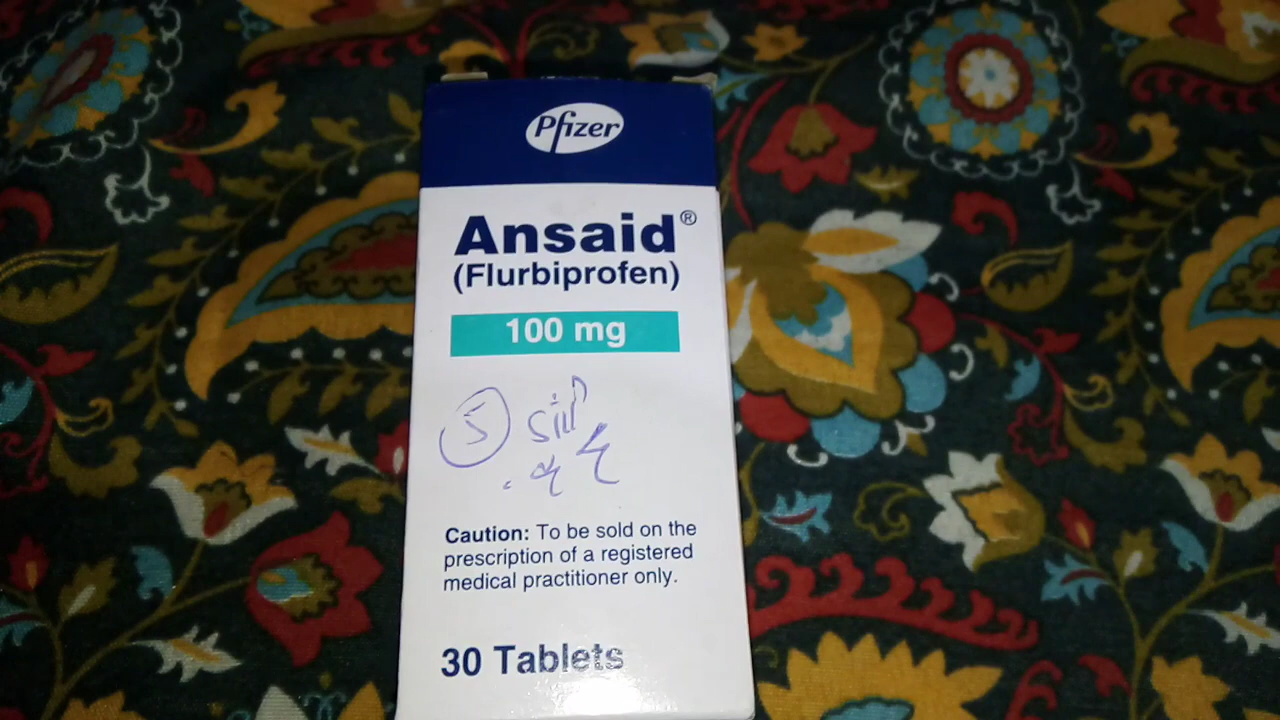 Pfizer
Ansaid®
(Flurbiprofen)
100 mg
5
Caution: To be sold on the
prescription of a registered
medical practitioner only.
30 Tablets